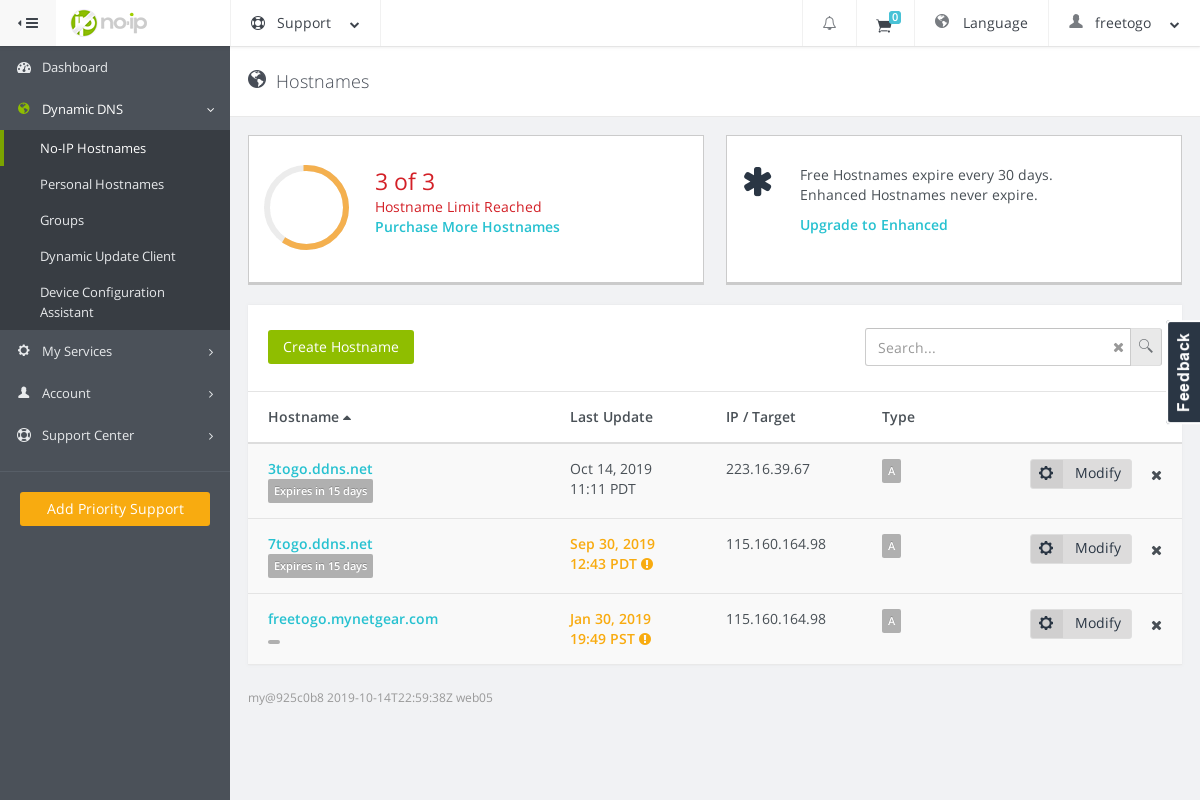 no-ip
Support
0
Language
freetogo
Dashboard
Dynamic DNS
No-IP Hostnames
Personal Hostnames
Groups
Dynamic Update Client
Device Configuration
Assistant
My Services
Account
Support Center
Add Priority Support
Hostnames
3 of 3
Hostname Limit Reached
Purchase More Hostnames
Free Hostnames expire every 30 days.
Enhanced Hostnames never expire.
Upgrade to Enhanced
Create Hostname
Search...
Feedback
Hostname Last Update IP / Target Type
3togo.ddns.net Oct 14, 2019 223.16.39.67 A Modify
Expires in 15 days 11:11 PDT
7togo.ddns.net Sep 30, 2019 115.160.164.98 A Modify
Expires in 15 days 12:43 PDT
freetogo.mynetgear.com Jan 30, 2019 115.160.164.98 A Modify
19:49 PST
my@925c0b8 2019-10-14T22:59:38Z web05